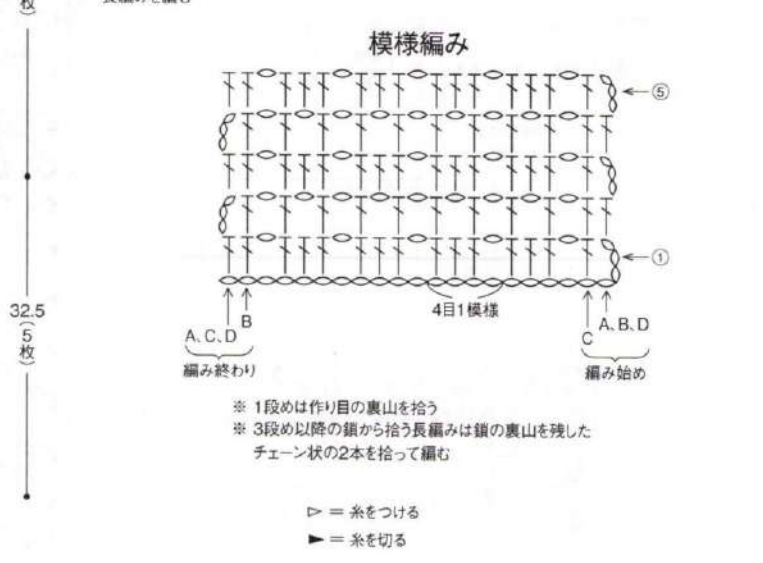 枚
長編みを編む
模様編み
⑤
①
4目1模様
32.5
(5枚)
B
A、C、D
編み終わり
A、B、D
C
編み始め
※ 1段めは作り目の裏山を拾う
※ 3段め以降の鎖から拾う長編みは鎖の裏山を残した
チェーン状の2本を拾って編む
▷ = 糸をつける
▶ = 糸を切る